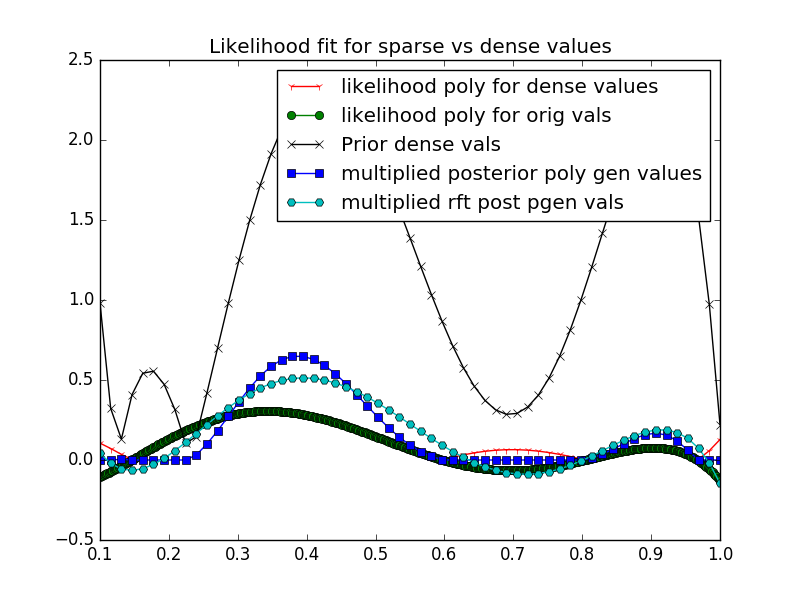 Likelihood fit for sparse vs dense values
2.5
2.0
1.5
1.0
0.5
0.0
−0.5
likelihood poly for dense values
likelihood poly for orig vals
Prior dense vals
multiplied posterior poly gen values
multiplied rft post pgen vals
0.1 0.2 0.3 0.4 0.5 0.6 0.7 0.8 0.9 1.0